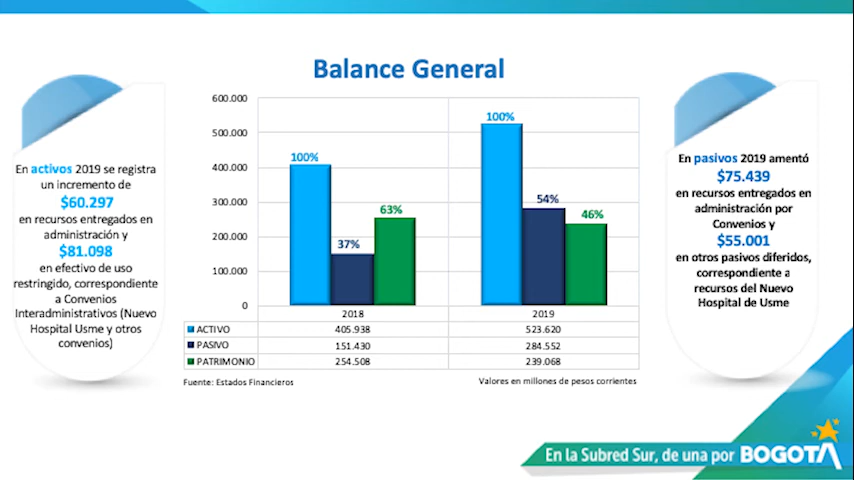 Balance General
En activos 2019 se registra
un incremento de
$60.297
en recursos entregados en
administración y
$81.098
en efectivo de uso
restringido, correspondiente
a Convenios
Interadministrativos (Nuevo
Hospital Usme y otros
convenios)
600.000
500.000
400.000
300.000
200.000
100.000
0
100%
37%
63%
100%
54%
46%
2018 2019
ACTIVO 405.938 523.620
PASIVO 151.430 284.552
PATRIMONIO 254.508 239.068
Fuente: Estados Financieros
Valores en millones de pesos corrientes
En pasivos 2019 amentó
$75.439
en recursos entregados en
administración por
Convenios y
$55.001
en otros pasivos diferidos,
correspondiente a
recursos del Nuevo
Hospital de Usme
En la Subred Sur, de una por BOGOTÁ